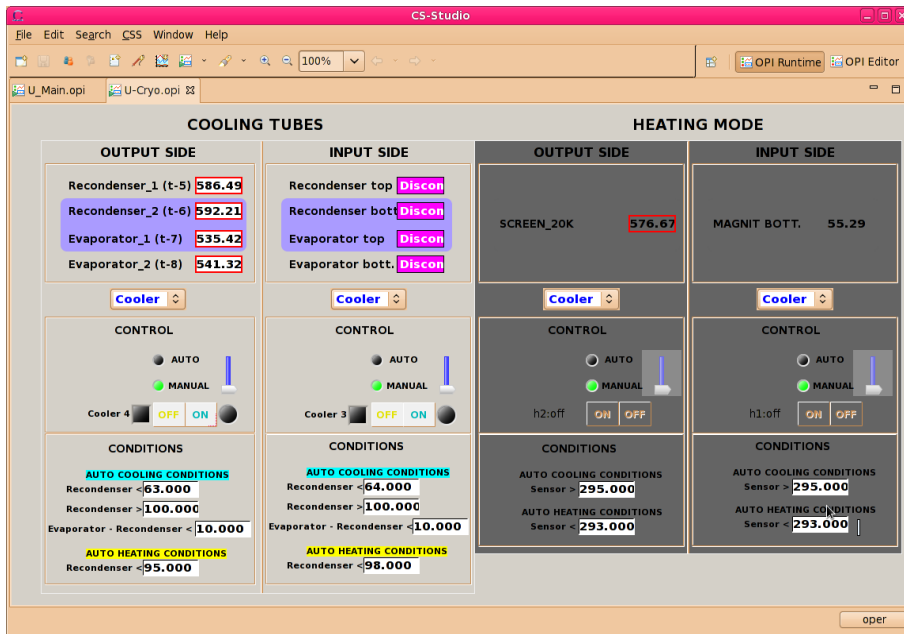 CS-Studio
File Edit Search CSS Window Help
100% OPI Runtime OPI Editor
U_Main.opi U-Cryo.opi
COOLING TUBES
OUTPUT SIDE
Recondenser_1 (t-5) 586.49
Recondenser_2 (t-6) 592.21
Evaporator_1 (t-7) 535.42
Evaporator_2 (t-8) 541.32
Cooler
CONTROL
AUTO
MANUAL
Cooler 4 OFF ON
CONDITIONS
AUTO COOLING CONDITIONS
Recondenser < 63.000
Recondenser > 100.000
Evaporator - Recondenser < 10.000
AUTO HEATING CONDITIONS
Recondenser < 95.000
INPUT SIDE
Recondenser top Discon
Recondenser bott Discon
Evaporator top Discon
Evaporator bott. Discon
Cooler
CONTROL
AUTO
MANUAL
Cooler 3 OFF ON
CONDITIONS
AUTO COOLING CONDITIONS
Recondenser < 64.000
Recondenser > 100.000
Evaporator - Recondenser < 10.000
AUTO HEATING CONDITIONS
Recondenser < 98.000
HEATING MODE
OUTPUT SIDE
SCREEN_20K 576.67
Cooler
CONTROL
AUTO
MANUAL
h2:off ON OFF
CONDITIONS
AUTO COOLING CONDITIONS
Sensor > 295.000
AUTO HEATING CONDITIONS
Sensor < 293.000
INPUT SIDE
MAGNIT BOTT. 55.29
Cooler
CONTROL
AUTO
MANUAL
h1:off ON OFF
CONDITIONS
AUTO COOLING CONDITIONS
Sensor > 295.000
AUTO HEATING CONDITIONS
Sensor < 293.000
oper